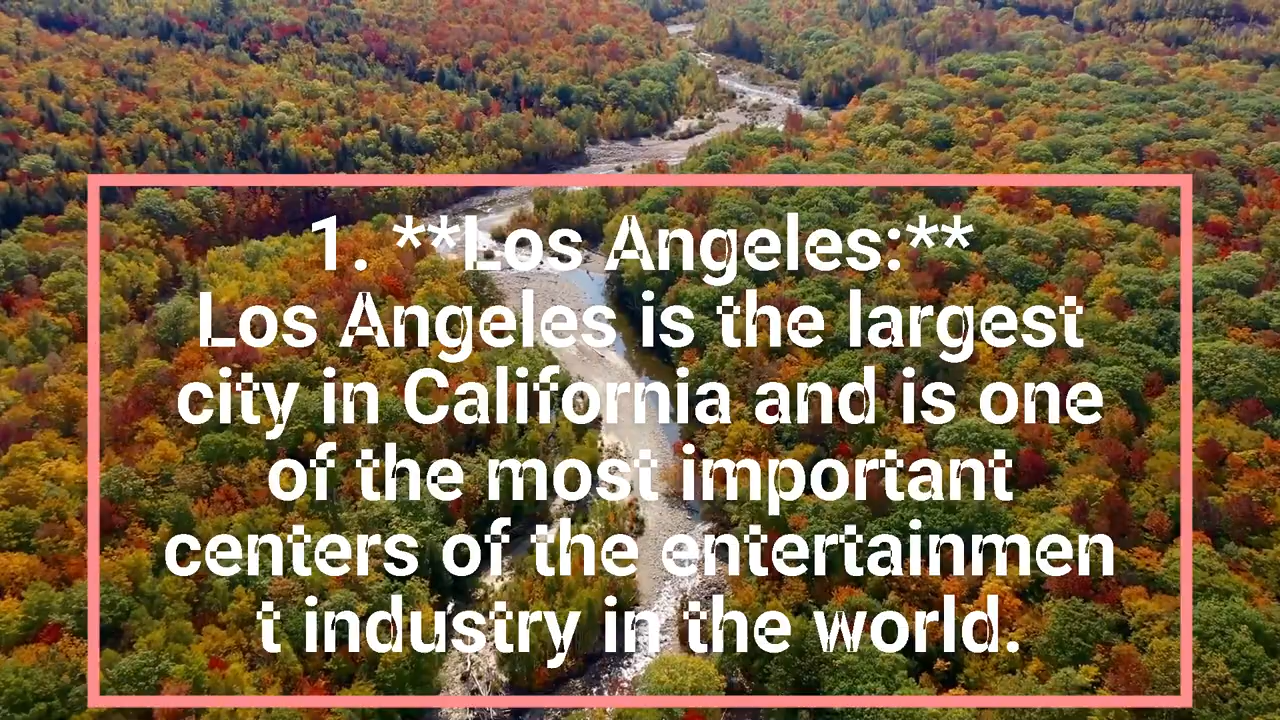 1. **Los Angeles:**
Los Angeles is the largest
city in California and is one
of the most important
centers of the entertainmen
t industry in the world.